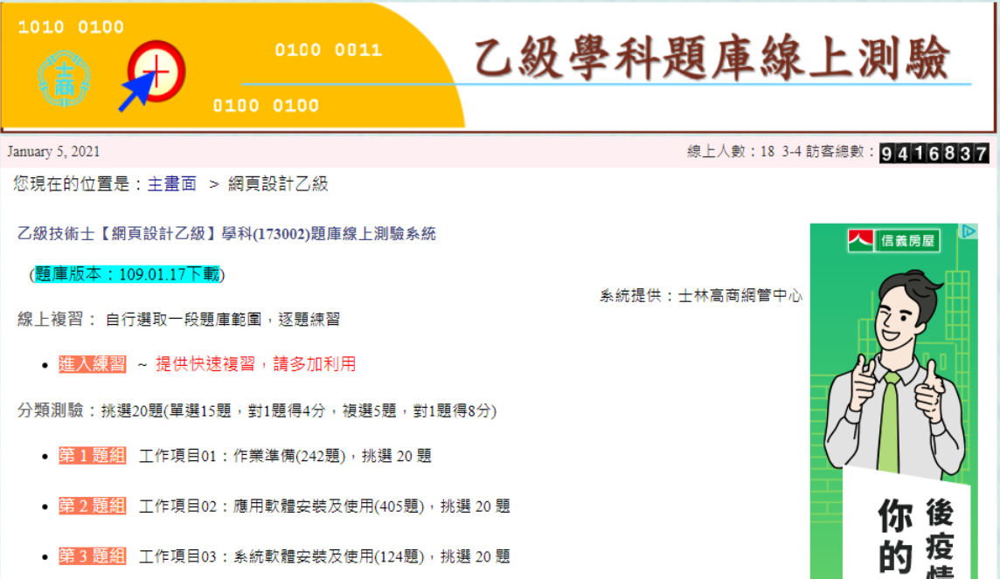 1010 0100
0100 0011
0100 0100
士商
乙級學科題庫線上測驗
January 5, 2021
線上人數：18 3-4 訪客總數：9416837
您現在的位置是：主畫面 > 網頁設計乙級
乙級技術士【網頁設計乙級】學科(173002)題庫線上測驗系統
(題庫版本：109.01.17下載)
系統提供：士林高商網管中心
線上複習： 自行選取一段題庫範圍，逐題練習
• 進入練習 ~ 提供快速複習，請多加利用
分類測驗：挑選20題(單選15題，對1題得4分，複選5題，對1題得8分)
• 第 1 題組 工作項目01：作業準備(242題)，挑選 20 題
• 第 2 題組 工作項目02：應用軟體安裝及使用(405題)，挑選 20 題
• 第 3 題組 工作項目03：系統軟體安裝及使用(124題)，挑選 20 題
信義房屋
後疫情
你的